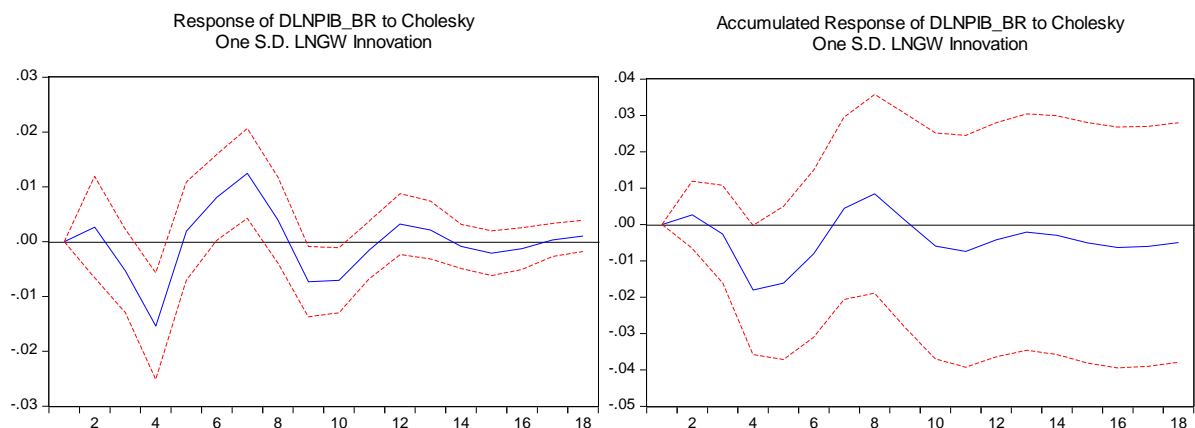 Response of DLNPIB_BR to Cholesky
One S.D. LNGW Innovation
.03
.02
.01
.00
-.01
-.02
-.03
2 4 6 8 10 12 14 16 18
Accumulated Response of DLNPIB_BR to Cholesky
One S.D. LNGW Innovation
.04
.03
.02
.01
.00
-.01
-.02
-.03
-.04
-.05
2 4 6 8 10 12 14 16 18